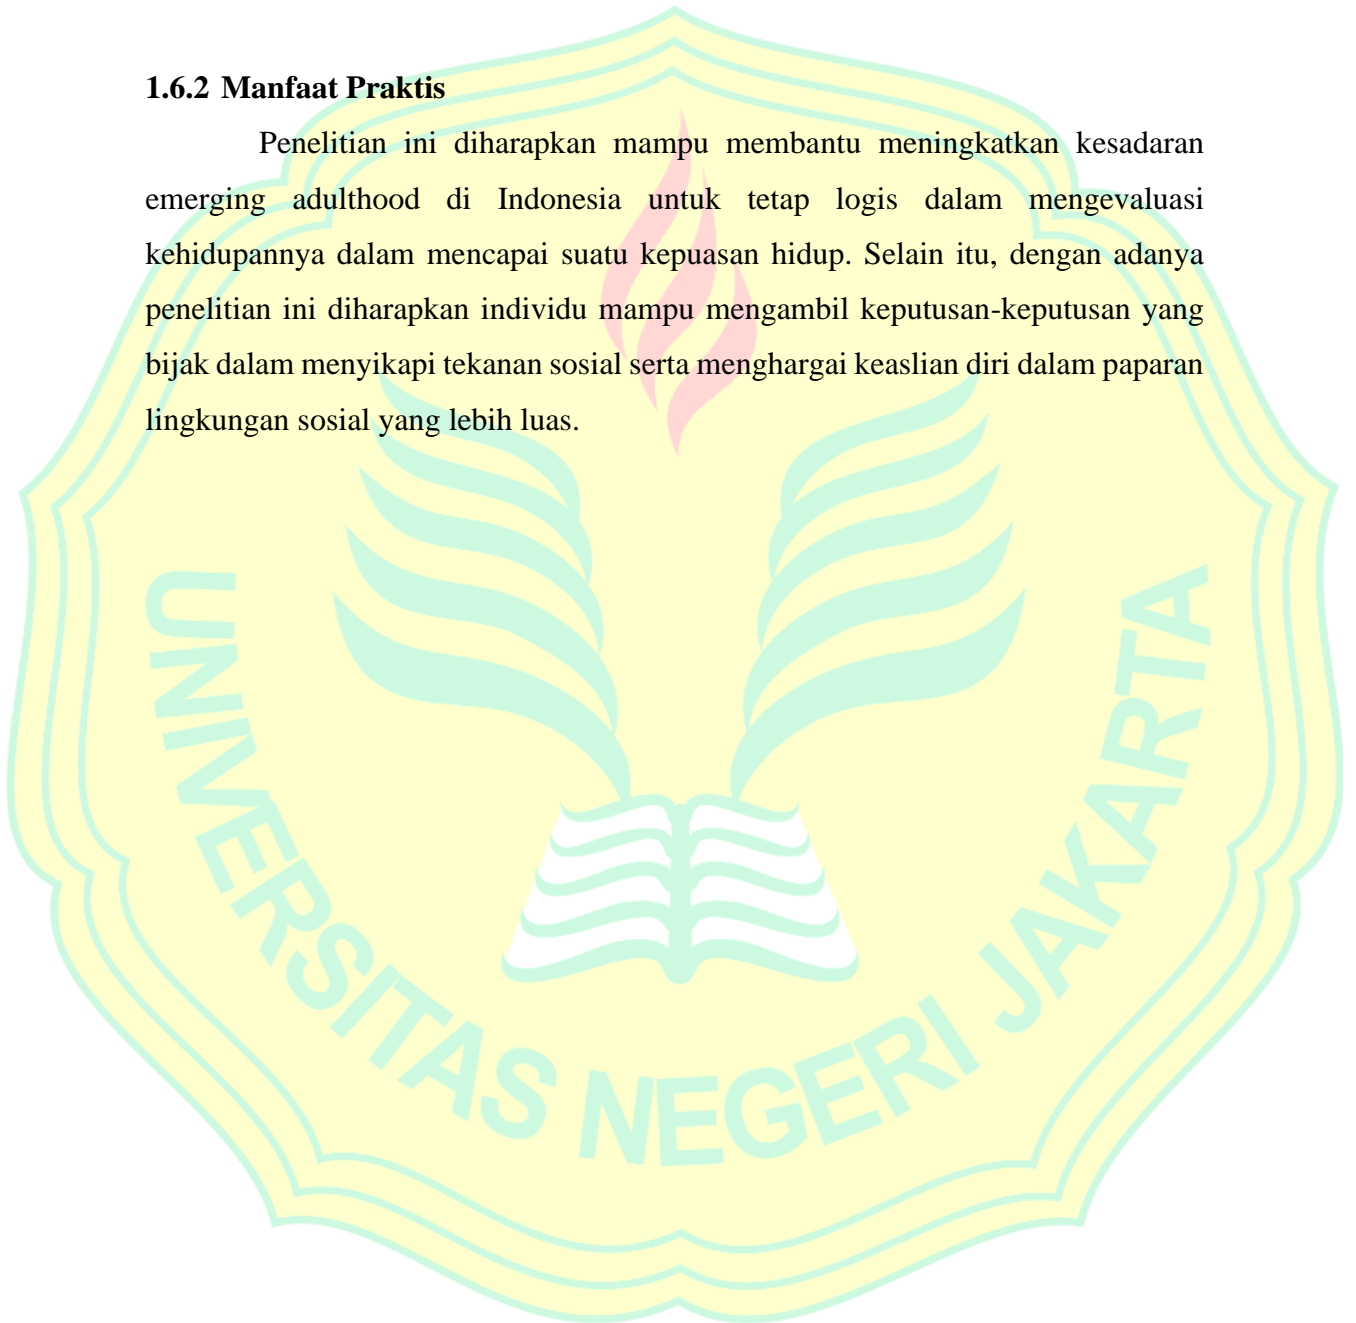 1.6.2 Manfaat Praktis
Penelitian ini diharapkan mampu membantu meningkatkan kesadaran
emerging adulthood di Indonesia untuk tetap logis dalam mengevaluasi
kehidupannya dalam mencapai suatu kepuasan hidup. Selain itu, dengan adanya
penelitian ini diharapkan individu mampu mengambil keputusan-keputusan yang
bijak dalam menyikapi tekanan sosial serta menghargai keaslian diri dalam paparan
lingkungan sosial yang lebih luas.
UNIVERSITAS NEGERI JAKARTA